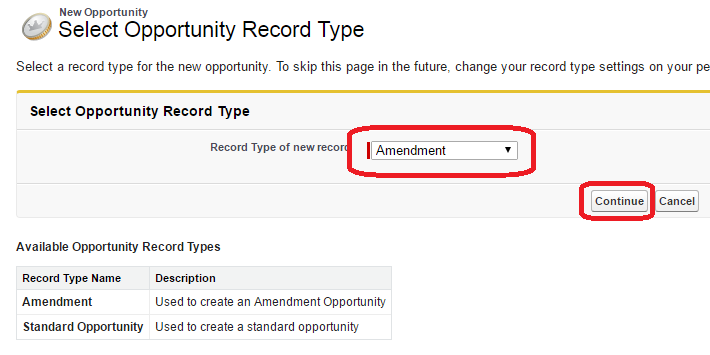 New Opportunity
Select Opportunity Record Type
Select a record type for the new opportunity. To skip this page in the future, change your record type settings on your pe
Select Opportunity Record Type
Record Type of new record Amendment
Continue Cancel
Available Opportunity Record Types
Record Type Name Description
Amendment Used to create an Amendment Opportunity
Standard Opportunity Used to create a standard opportunity